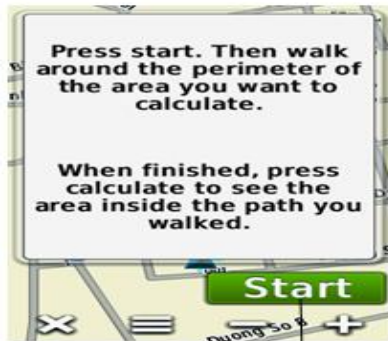 Press start. Then walk
around the perimeter of
the area you want to
calculate.
When finished, press
calculate to see the
area inside the path you
walked.
Start
Duong So 8